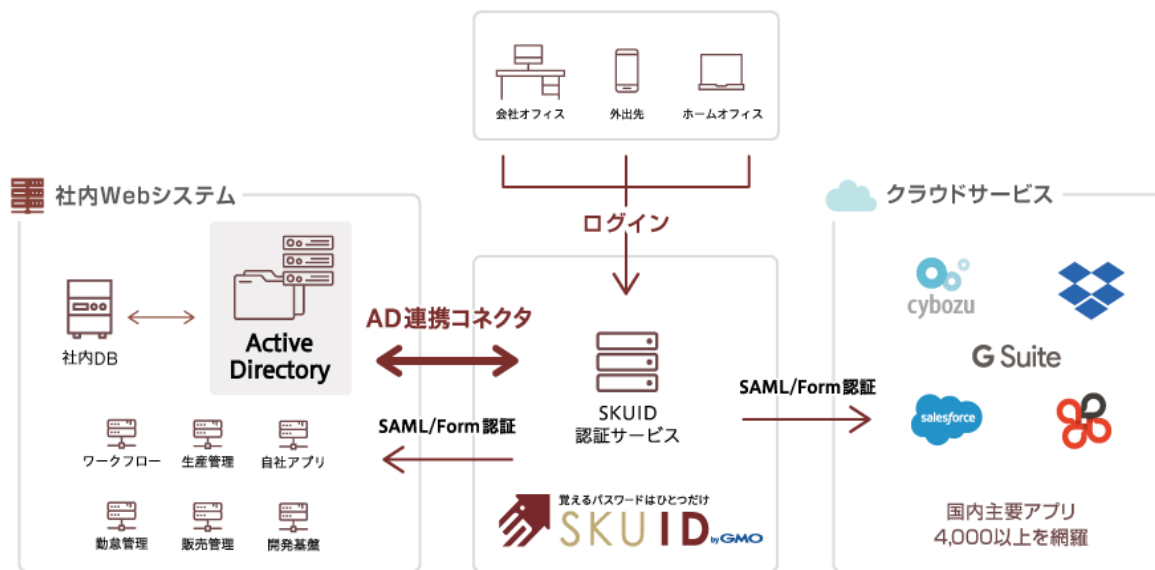 会社オフィス
外出先
ホームオフィス
ログイン
社内Webシステム
社内DB
Active
Directory
ワークフロー
生産管理
自社アプリ
勤怠管理
販売管理
開発基盤
AD連携コネクタ
SAML/Form認証
SKUID
認証サービス
覚えるパスワードはひとつだけ
SKUID byGMO
SAML/Form認証
クラウドサービス
cybozu
G Suite
salesforce
国内主要アプリ
4,000以上を網羅